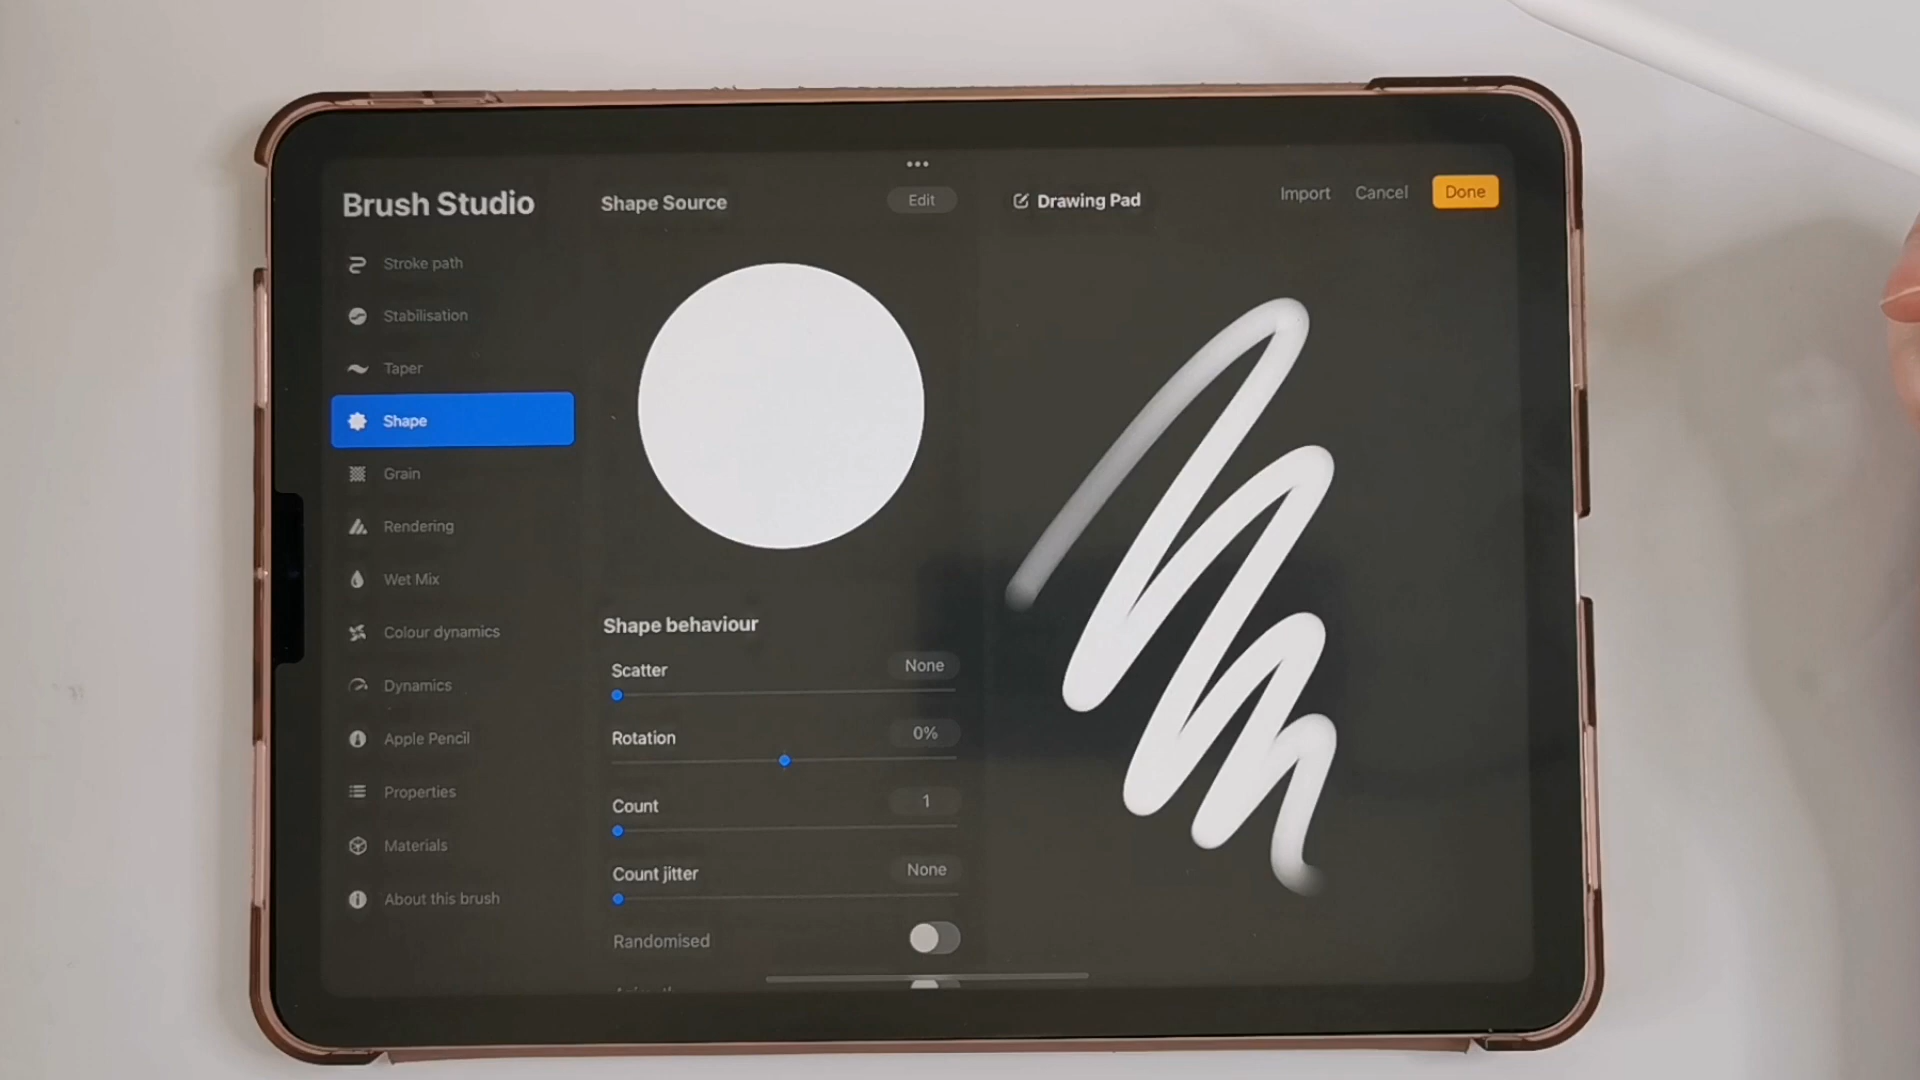 Brush Studio
Stroke path
Stabilisation
Taper
Shape
Grain
Rendering
Wet Mix
Colour dynamics
Dynamics
Apple Pencil
Properties
Materials
About this brush
Shape Source
Edit
Shape behaviour
Scatter
None
Rotation
0%
Count
1
Count jitter
None
Randomised
Drawing Pad
Import
Cancel
Done